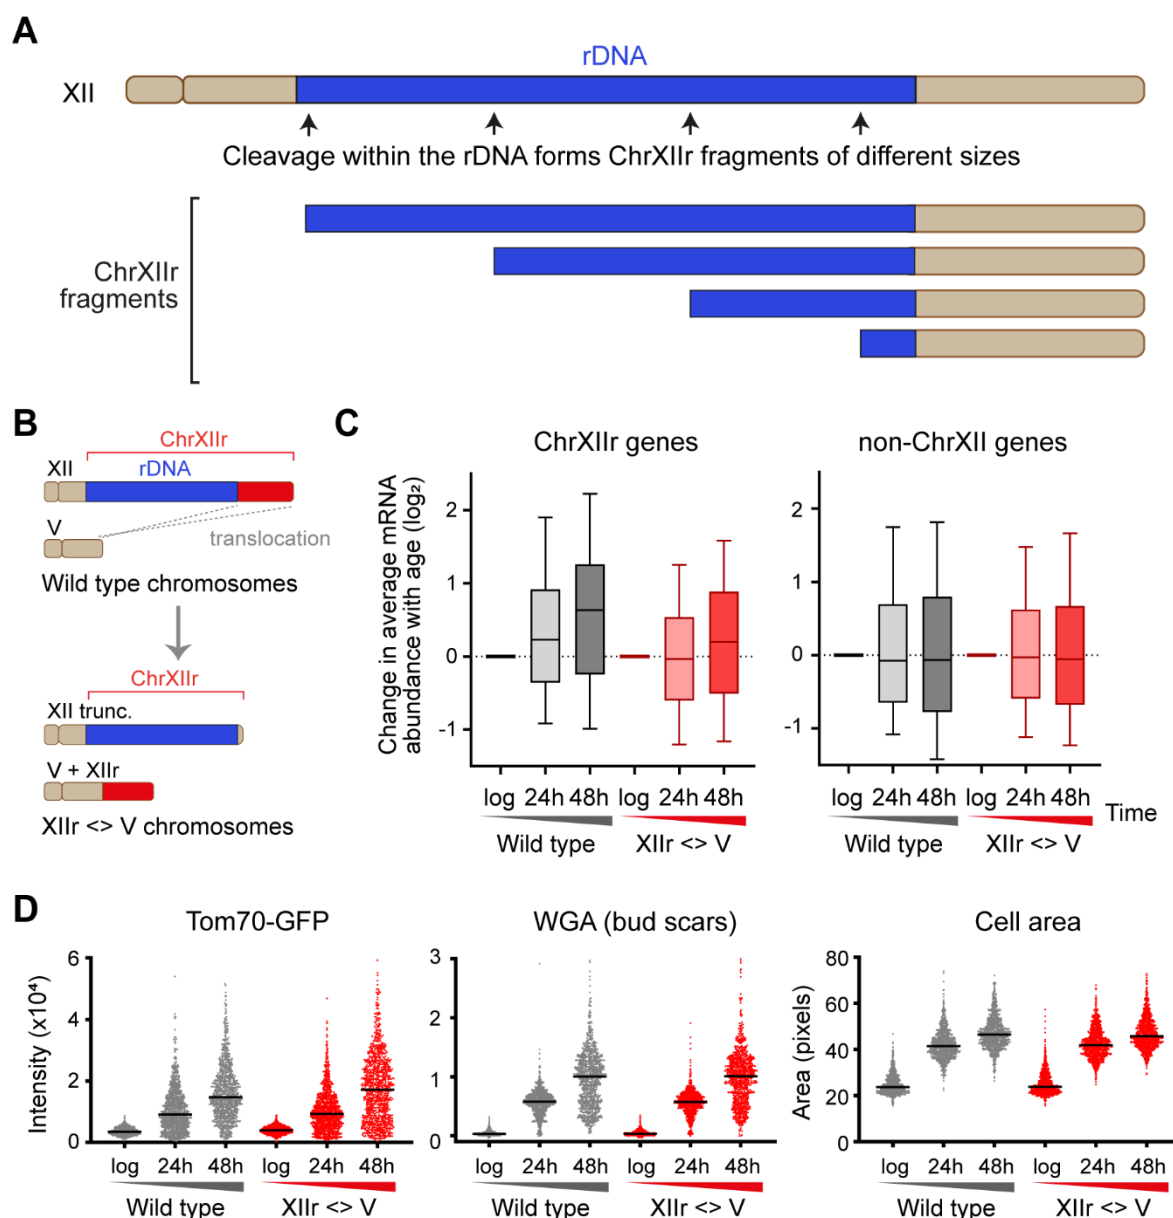 A
rDNA
XII
Cleavage within the rDNA forms ChrXIIr fragments of different sizes
ChrXIIr
fragments
B
ChrXIIr
XII
rDNA
V
translocation
Wild type chromosomes
ChrXIIr
XII trunc.
V + XIIr
XIIr <> V chromosomes
C
ChrXIIr genes
non-ChrXII genes
Change in average mRNA
abundance with age (log₂)
2
1
0
-1
2
1
0
-1
log 24h 48h log 24h 48h
log 24h 48h log 24h 48h
Time
Wild type XIIr <> V
Wild type XIIr <> V
D
Tom70-GFP
WGA (bud scars)
Cell area
Intensity (x10⁴)
6
4
2
0
3
2
1
0
Area (pixels)
80
60
40
20
0
log 24h 48h log 24h 48h
log 24h 48h log 24h 48h
log 24h 48h log 24h 48h
Wild type XIIr <> V
Wild type XIIr <> V
Wild type XIIr <> V